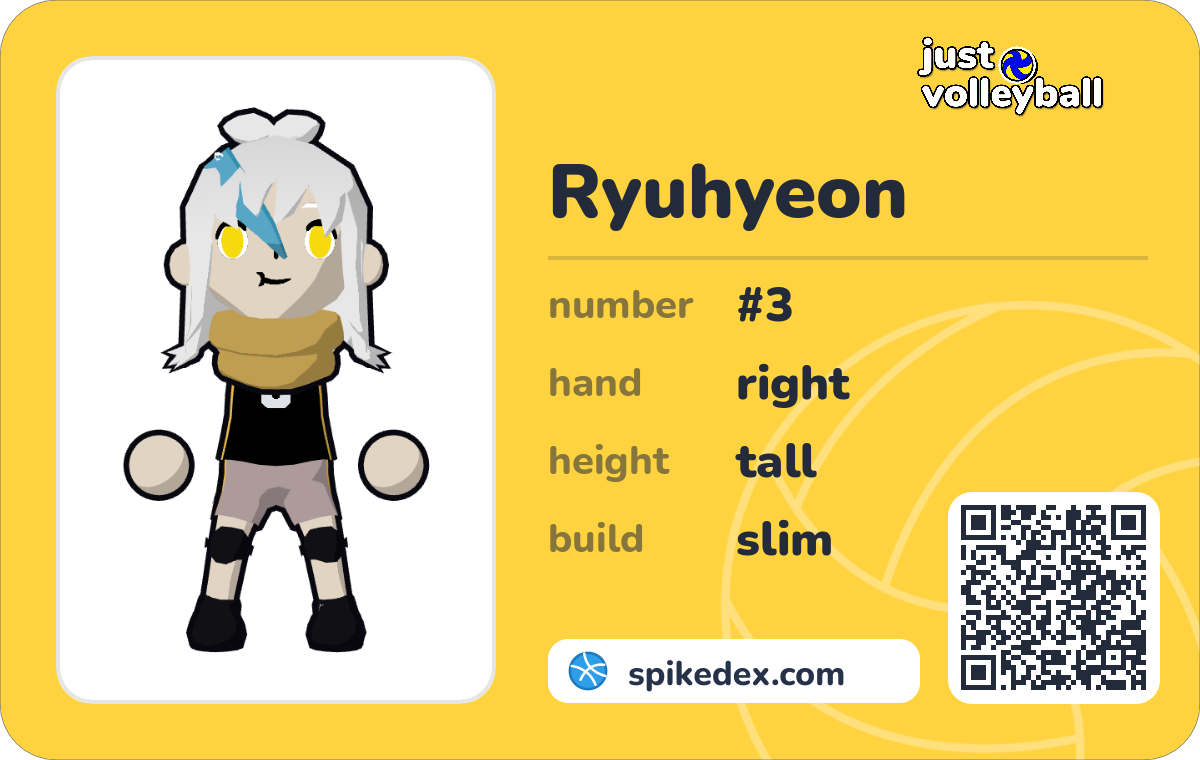 just
volleyball
Ryuhyeon
number #3
hand right
height tall
build slim
spikedex.com